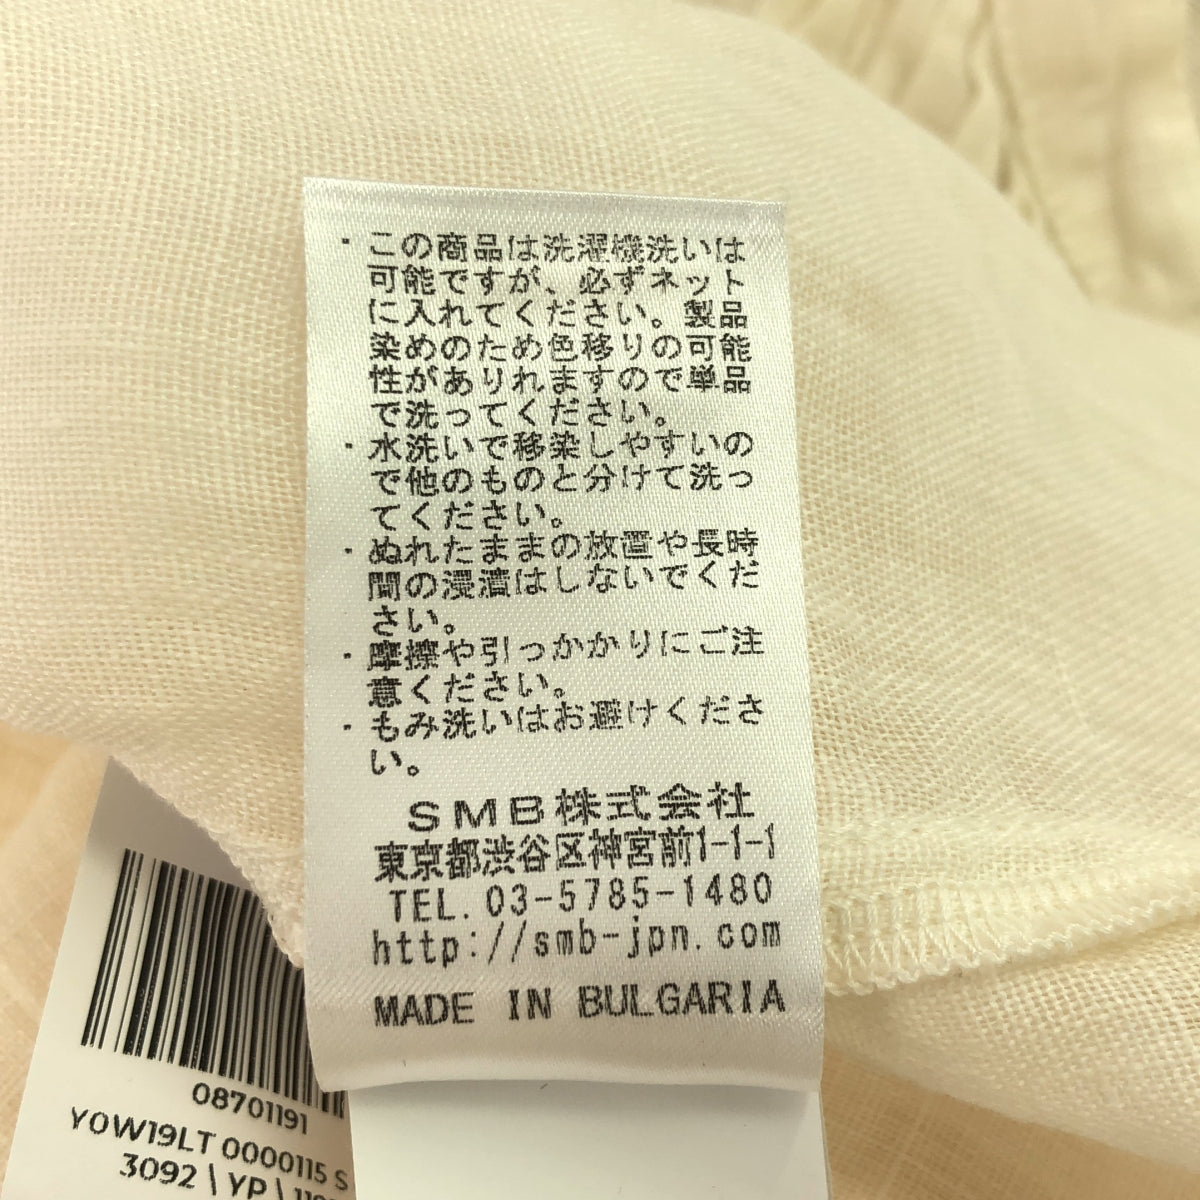 ・この商品は洗濯機洗いは
可能ですが、必ずネット
に入れてください。製品
染めのため色移りの可能
性がありれますので単品
で洗ってください。
・水洗いで移染しやすいの
で他のものと分けて洗っ
てください。
・ぬれたままの放置や長時
間の浸漬はしないでくだ
さい。
・摩擦や引っかかりにご注
意ください。
・もみ洗いはお避けくださ
い。
SMB株式会社
東京都渋谷区神宮前1-1-1
TEL. 03-5785-1480
http://smb-jpn.com
MADE IN BULGARIA
08701191
Y0W19LT 0000115 S
3092 \ YP \